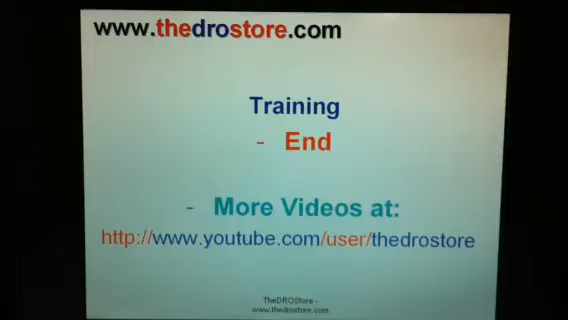 www.thedrostore.com
Training
- End
- More Videos at:
http://www.youtube.com/user/thedrostore
TheDROStore -
www.thedrostore.com